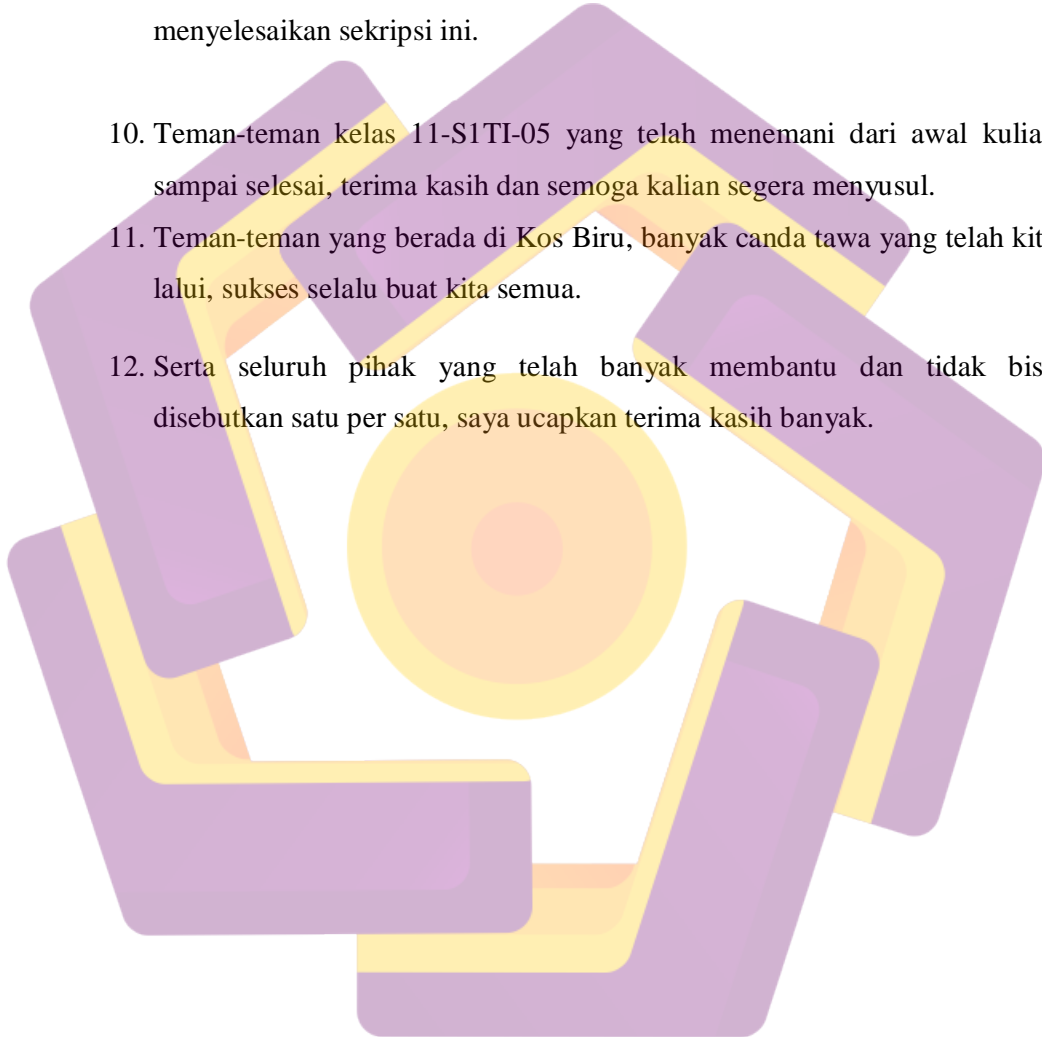 menyelesaikan sekripsi ini.
10. Teman-teman kelas 11-S1TI-05 yang telah menemani dari awal kulia
sampai selesai, terima kasih dan semoga kalian segera menyusul.
11. Teman-teman yang berada di Kos Biru, banyak canda tawa yang telah kit
lalui, sukses selalu buat kita semua.
12. Serta seluruh pihak yang telah banyak membantu dan tidak bis
disebutkan satu per satu, saya ucapkan terima kasih banyak.